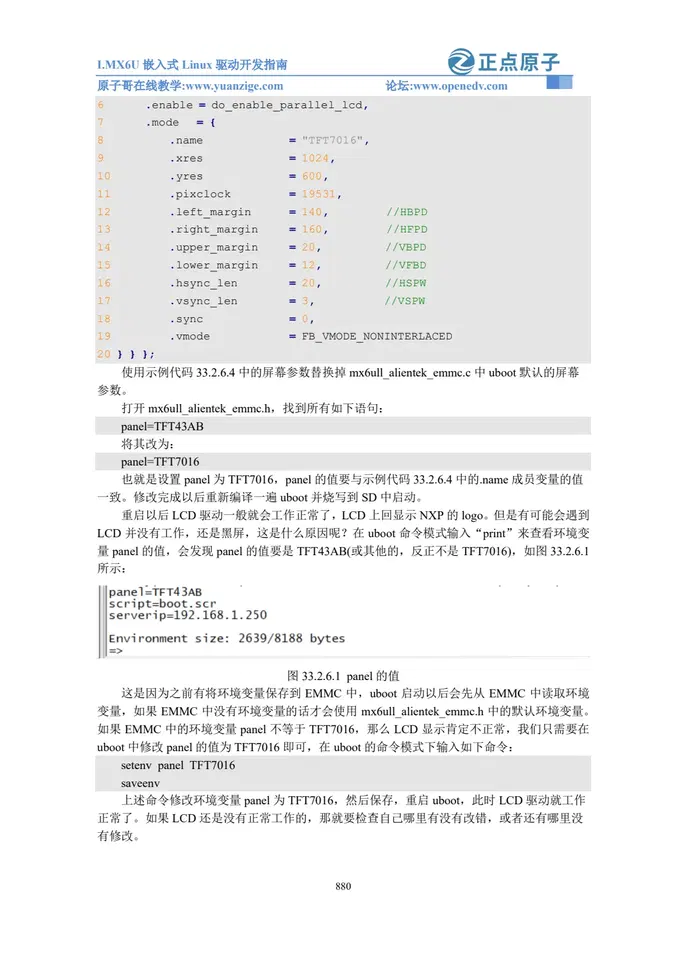 I.MX6U 嵌入式 Linux 驱动开发指南
正点原子
原子哥在线教学:www.yuanzige.com 论坛:www.openedv.com
6 .enable = do_enable_parallel_lcd,
7 .mode = {
8 .name = "TFT7016",
9 .xres = 1024,
10 .yres = 600,
11 .pixclock = 19531,
12 .left_margin = 140, //HBPD
13 .right_margin = 160, //HFPD
14 .upper_margin = 20, //VBPD
15 .lower_margin = 12, //VFBD
16 .hsync_len = 20, //HSPW
17 .vsync_len = 3, //VSPW
18 .sync = 0,
19 .vmode = FB_VMODE_NONINTERLACED
20 } } };
使用示例代码 33.2.6.4 中的屏幕参数替换掉 mx6ull_alientek_emmc.c 中 uboot 默认的屏幕
参数。
打开 mx6ull_alientek_emmc.h，找到所有如下语句：
panel=TFT43AB
将其改为：
panel=TFT7016
也就是设置 panel 为 TFT7016，panel 的值要与示例代码 33.2.6.4 中的.name 成员变量的值
一致。修改完成以后重新编译一遍 uboot 并烧写到 SD 中启动。
重启以后 LCD 驱动一般就会工作正常了，LCD 上回显示 NXP 的 logo。但是有可能会遇到
LCD 并没有工作，还是黑屏，这是什么原因呢？在 uboot 命令模式输入“print”来查看环境变
量 panel 的值，会发现 panel 的值要是 TFT43AB(或其他的，反正不是 TFT7016)，如图 33.2.6.1
所示：
panel=TFT43AB
script=boot.scr
serverip=192.168.1.250
Environment size: 2639/8188 bytes
=>
图 33.2.6.1 panel 的值
这是因为之前有将环境变量保存到 EMMC 中，uboot 启动以后会先从 EMMC 中读取环境
变量，如果 EMMC 中没有环境变量的话才会使用 mx6ull_alientek_emmc.h 中的默认环境变量。
如果 EMMC 中的环境变量 panel 不等于 TFT7016，那么 LCD 显示肯定不正常，我们只需要在
uboot 中修改 panel 的值为 TFT7016 即可，在 uboot 的命令模式下输入如下命令：
setenv panel TFT7016
saveenv
上述命令修改环境变量 panel 为 TFT7016，然后保存，重启 uboot，此时 LCD 驱动就工作
正常了。如果 LCD 还是没有正常工作的，那就要检查自己哪里有没有改错，或者还有哪里没
有修改。
880